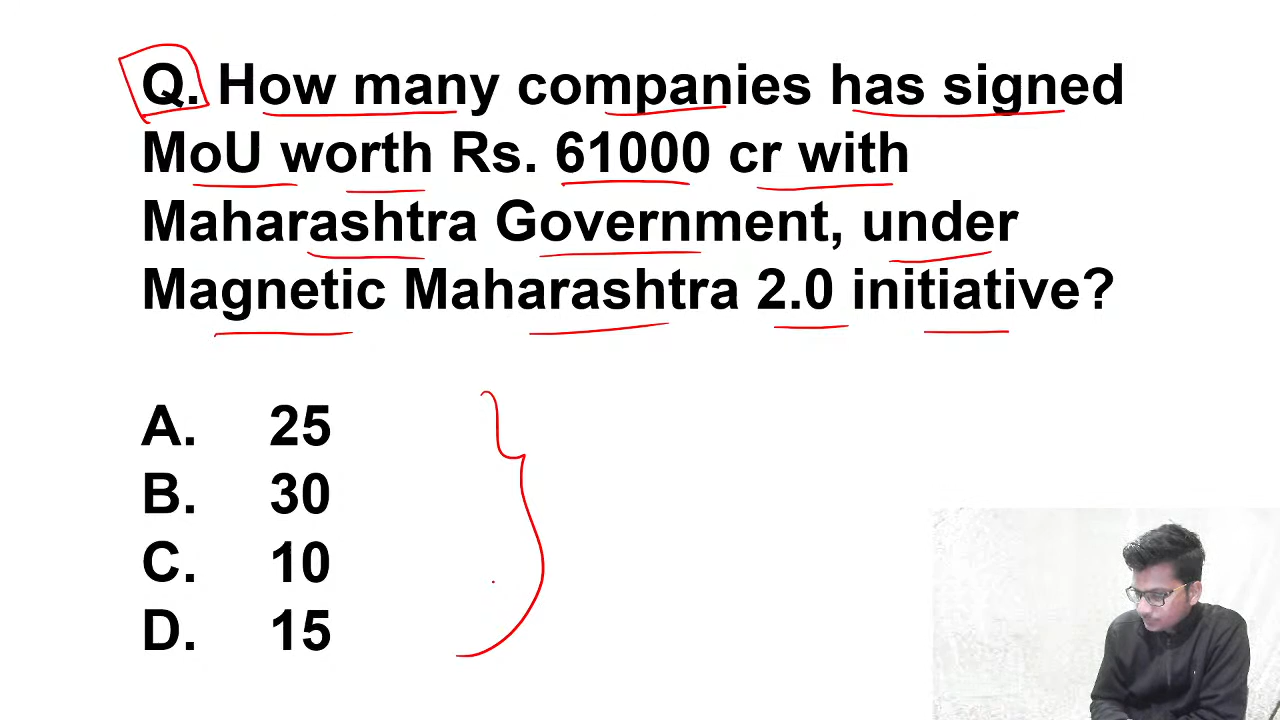 Q. How many companies has signed
MoU worth Rs. 61000 cr with
Maharashtra Government, under
Magnetic Maharashtra 2.0 initiative?
A. 25
B. 30
C. 10
D. 15